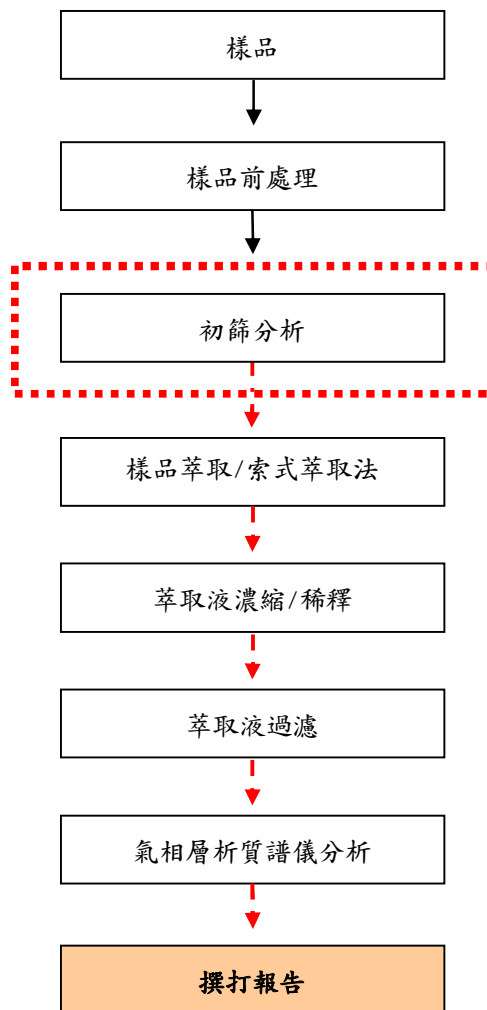 樣品
樣品前處理
初篩分析
樣品萃取/索式萃取法
萃取液濃縮/稀釋
萃取液過濾
氣相層析質譜儀分析
撰打報告